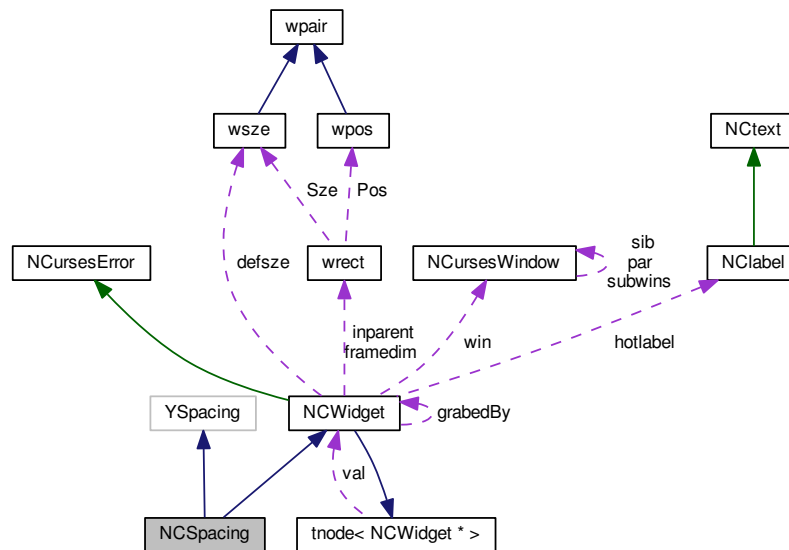 wpair
wsze
wpos
NCtext
Sze
Pos
NCursesError
defsze
wrect
NCursesWindow
sib
par
subwins
NClabel
inparent
framedim
win
hotlabel
YSpacing
NCWidget
grabedBy
val
NCSpacing
tnode< NCWidget * >